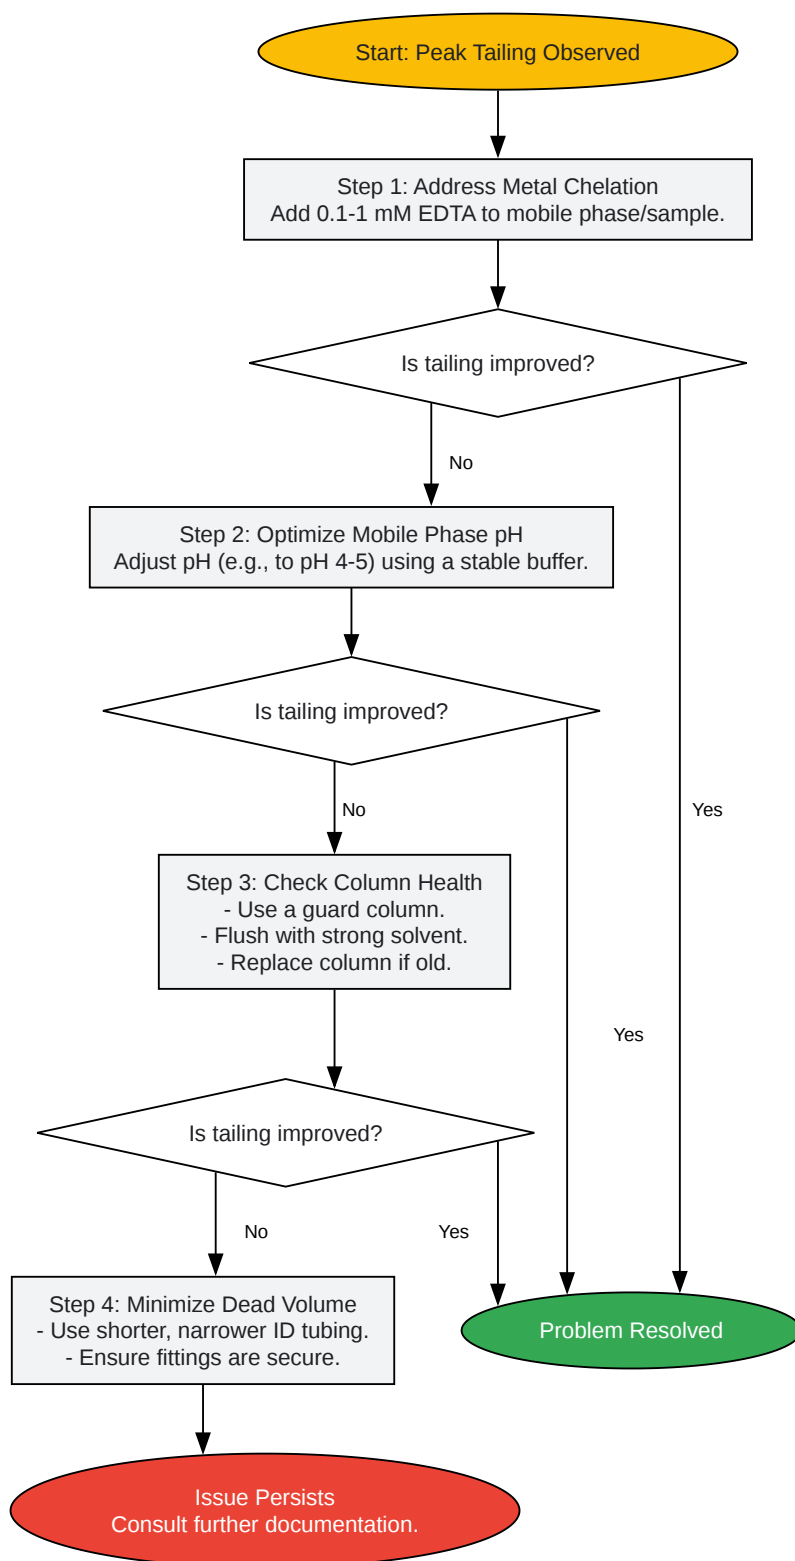 Start: Peak Tailing Observed
Step 1: Address Metal Chelation
Add 0.1-1 mM EDTA to mobile phase/sample.
Is tailing improved?
No
Step 2: Optimize Mobile Phase pH
Adjust pH (e.g., to pH 4-5) using a stable buffer.
Is tailing improved?
No
Yes
Step 3: Check Column Health
- Use a guard column.
- Flush with strong solvent.
- Replace column if old.
Yes
Is tailing improved?
No
Yes
Step 4: Minimize Dead Volume
- Use shorter, narrower ID tubing.
- Ensure fittings are secure.
Problem Resolved
Issue Persists
Consult further documentation.